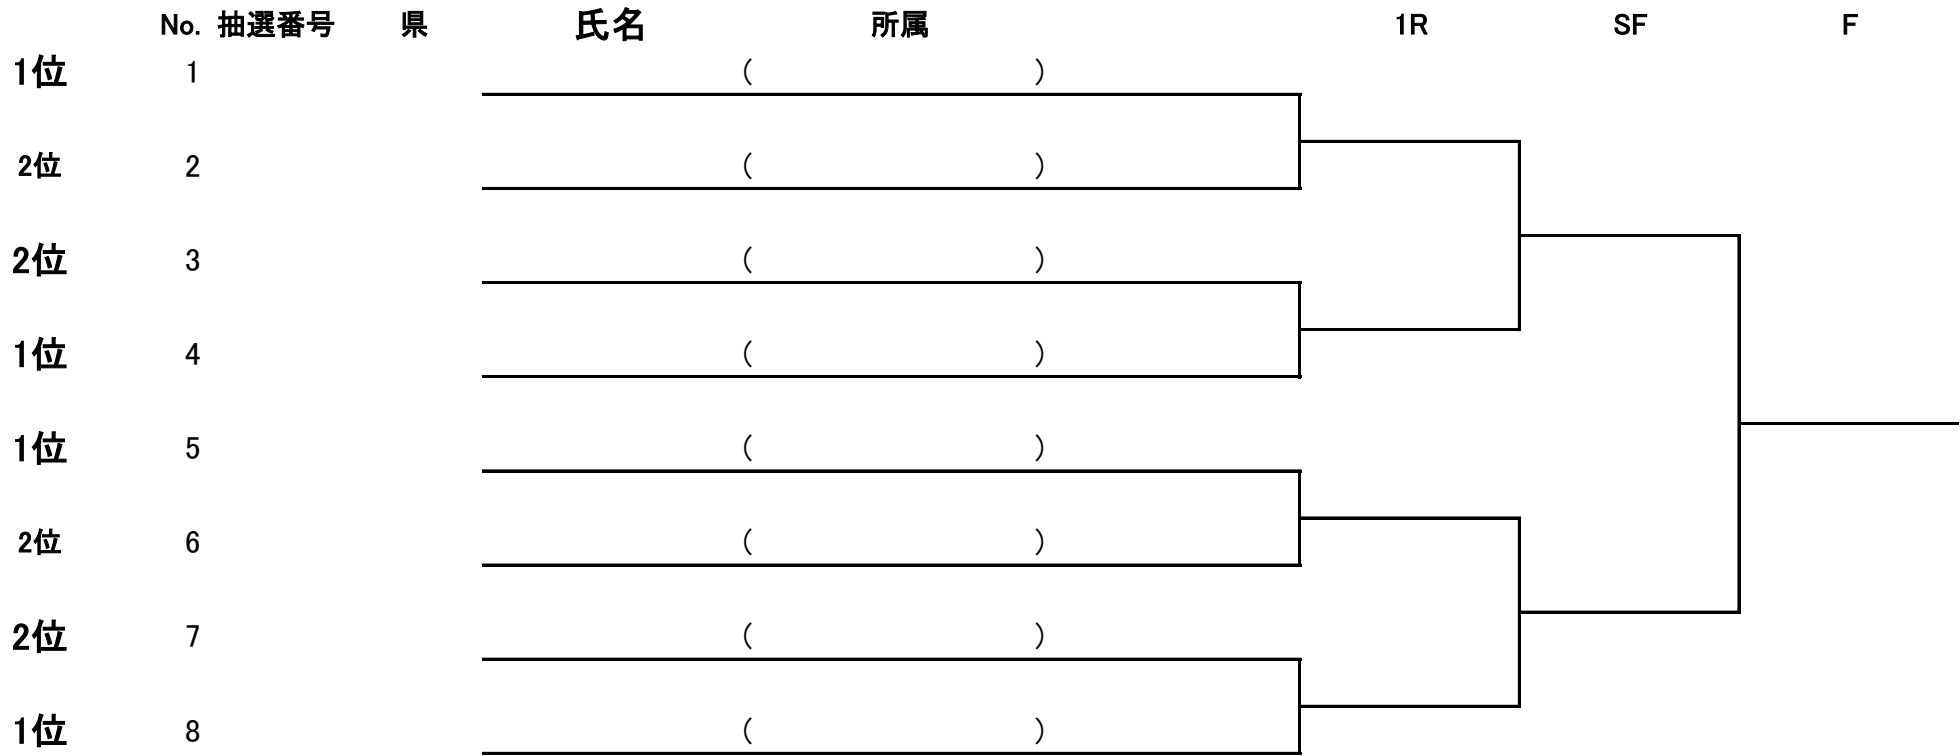 No. 抽選番号 県 氏名 所属 1R SF F
1位 1 ( )
2位 2 ( )
2位 3 ( )
1位 4 ( )
1位 5 ( )
2位 6 ( )
2位 7 ( )
1位 8 ( )